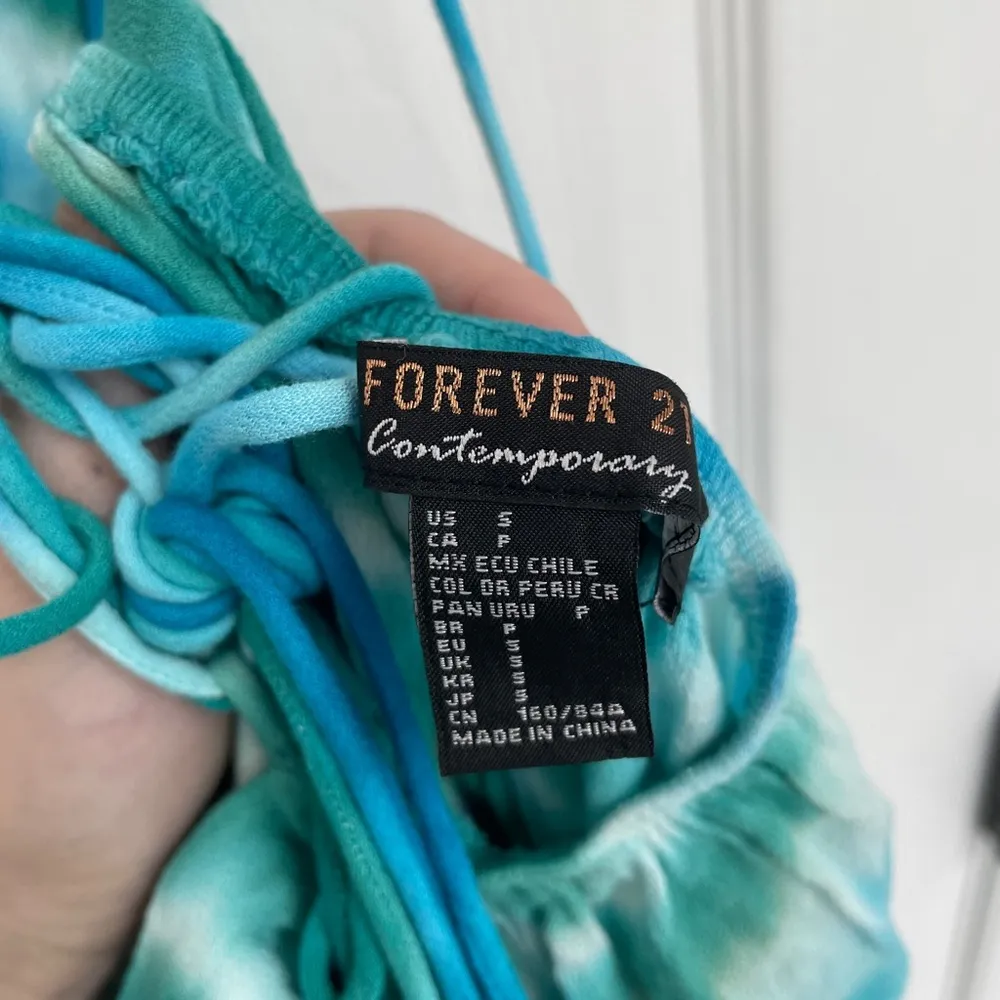 FOREVER 21
Contemporary
US S
CA P
MX ECU CHILE
COL DR PERU CR
PAN URU P
BR P
EU S
UK S
KR S
JP S
CN 160/84A
MADE IN CHINA